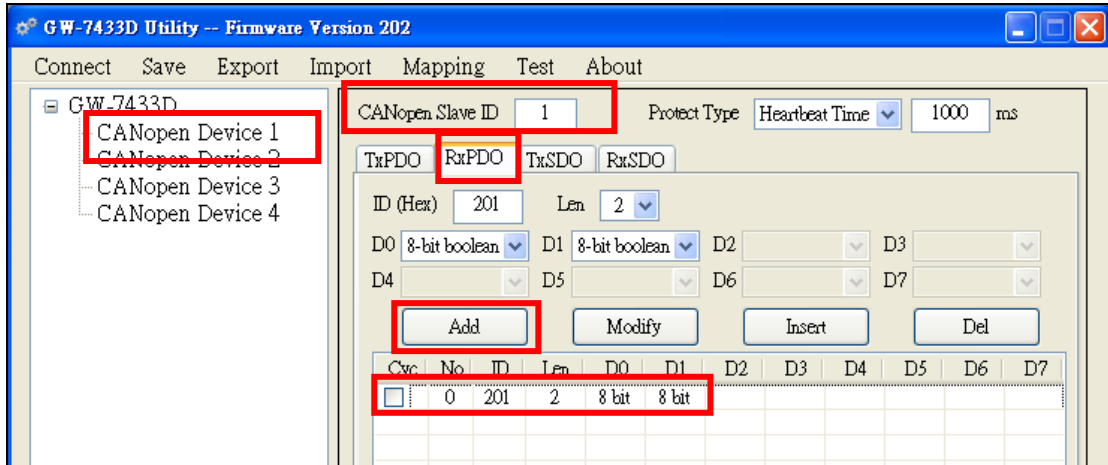 GW-7433D Utility -- Firmware Version 202
Connect Save Export Import Mapping Test About
GW-7433D
CANopen Device 1
CANopen Device 2
CANopen Device 3
CANopen Device 4
CANopen Slave ID 1 Protect Type Heartbeat Time 1000 ms
TxPDO RxPDO TxSDO RxSDO
ID (Hex) 201 Len 2
D0 8-bit boolean D1 8-bit boolean D2 D3
D4 D5 D6 D7
Add Modify Insert Del
Cyc No ID Len D0 D1 D2 D3 D4 D5 D6 D7
0 201 2 8 bit 8 bit